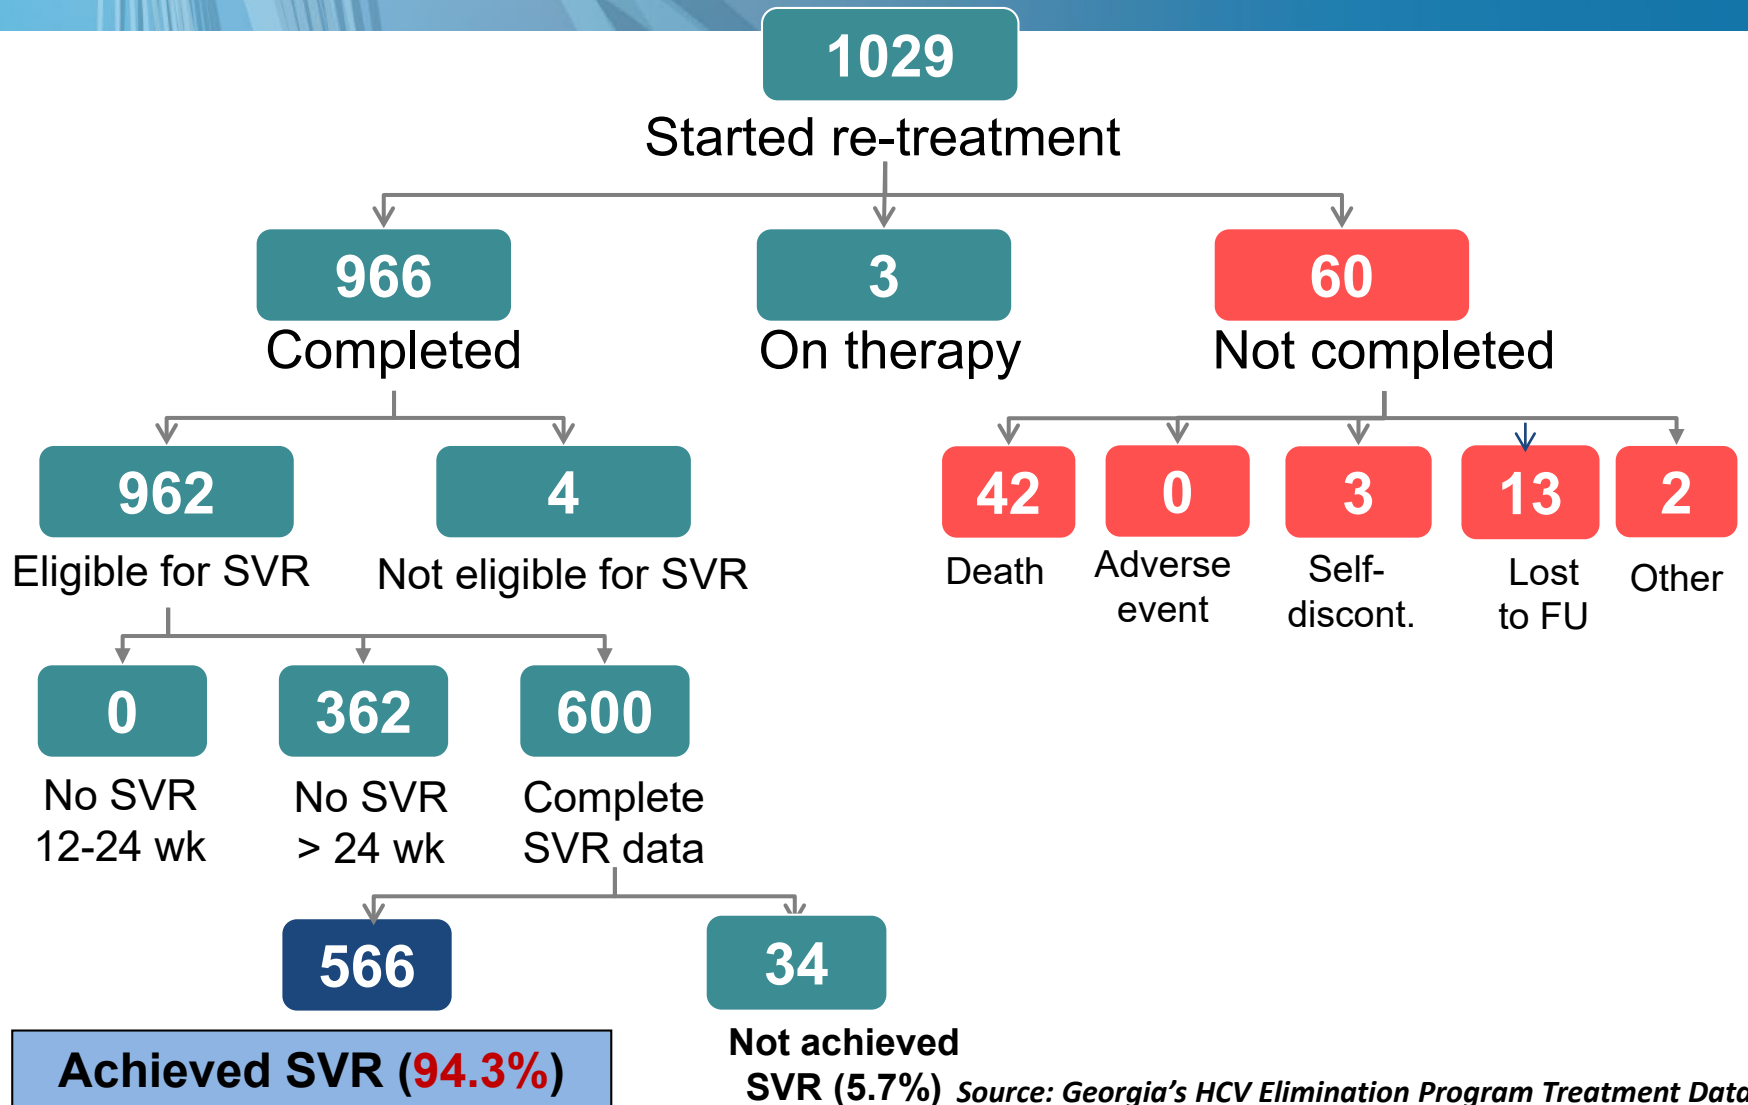 1029
Started re-treatment
966
3
60
Completed
On therapy
Not completed
962
4
42
0
3
13
2
Eligible for SVR
Not eligible for SVR
Death
Adverse
event
Self-
discont.
Lost
to FU
Other
0
362
600
No SVR
12-24 wk
No SVR
> 24 wk
Complete
SVR data
566
34
Achieved SVR (94.3%)
Not achieved
SVR (5.7%)
Source: Georgia's HCV Elimination Program Treatment Data